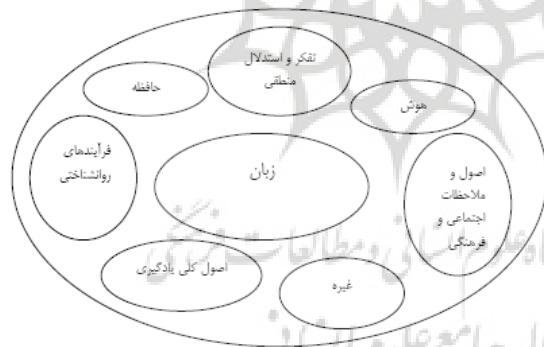 تفکر و استدلال
منطقی
حافظه
هوش
فرآیندهای
روانشناختی
زبان
اصول و
ملاحظات
اجتماعی و
فرهنگی
اصول کلی یادگیری
غیره